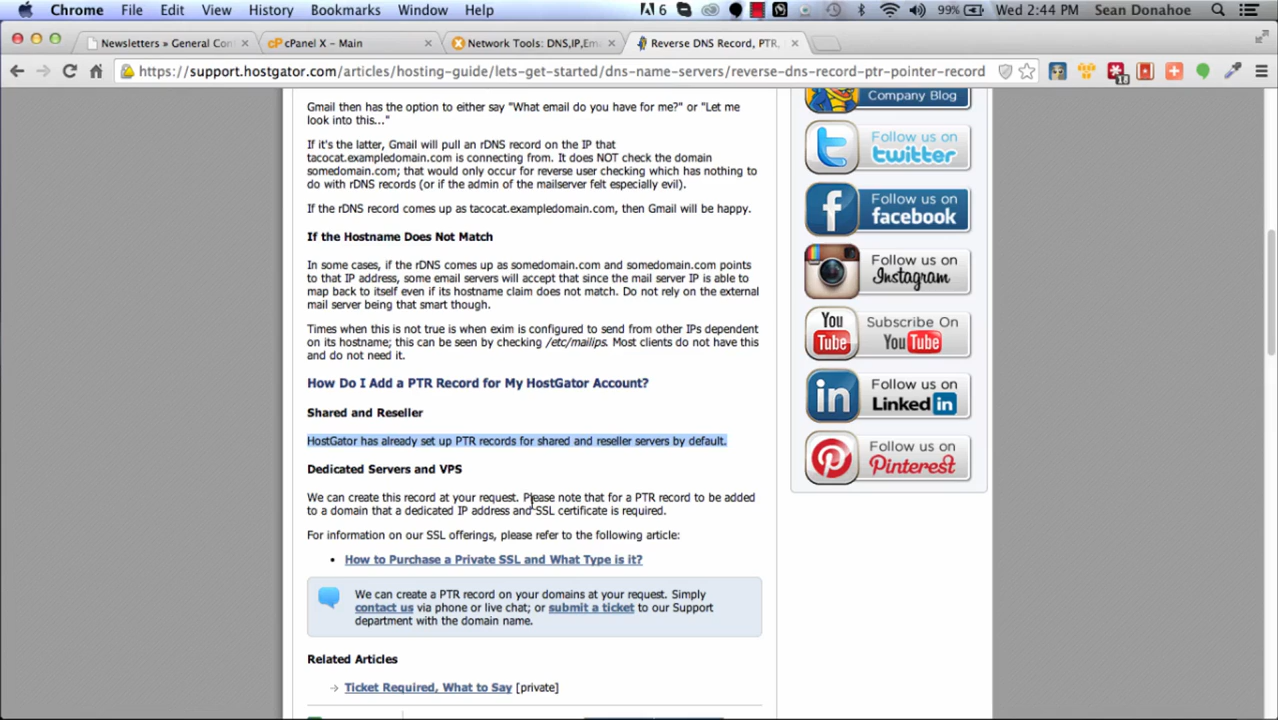 Chrome File Edit View History Bookmarks Window Help 6 99% Wed 2:44 PM Sean Donahoe
Newsletters » General Con cPanel X - Main Network Tools: DNS,IP,Em Reverse DNS Record, PTR,
https://support.hostgator.com/articles/hosting-guide/lets-get-started/dns-name-servers/reverse-dns-record-ptr-pointer-record
Gmail then has the option to either say "What email do you have for me?" or "Let me
look into this..."
If it's the latter, Gmail will pull an rDNS record on the IP that
tacocat.exampledomain.com is connecting from. It does NOT check the domain
somedomain.com; that would only occur for reverse user checking which has nothing to
do with rDNS records (or if the admin of the mailserver felt especially evil).
If the rDNS record comes up as tacocat.exampledomain.com, then Gmail will be happy.
If the Hostname Does Not Match
In some cases, if the rDNS comes up as somedomain.com and somedomain.com points
to that IP address, some email servers will accept that since the mail server IP is able to
map back to itself even if its hostname claim does not match. Do not rely on the external
mail server being that smart though.
Times when this is not true is when exim is configured to send from other IPs dependent
on its hostname; this can be seen by checking /etc/mailips. Most clients do not have this
and do not need it.
How Do I Add a PTR Record for My HostGator Account?
Shared and Reseller
HostGator has already set up PTR records for shared and reseller servers by default.
Dedicated Servers and VPS
We can create this record at your request. Please note that for a PTR record to be added
to a domain that a dedicated IP address and SSL certificate is required.
For information on our SSL offerings, please refer to the following article:
• How to Purchase a Private SSL and What Type is it?
We can create a PTR record on your domains at your request. Simply
contact us via phone or live chat; or submit a ticket to our Support
department with the domain name.
Related Articles
Ticket Required, What to Say [private]
Company Blog
Follow us on
twitter
Follow us on
facebook
Follow us on
Instagram
You
Tube
Subscribe On
YouTube
Follow us on
Linkedin
Follow us on
Pinterest